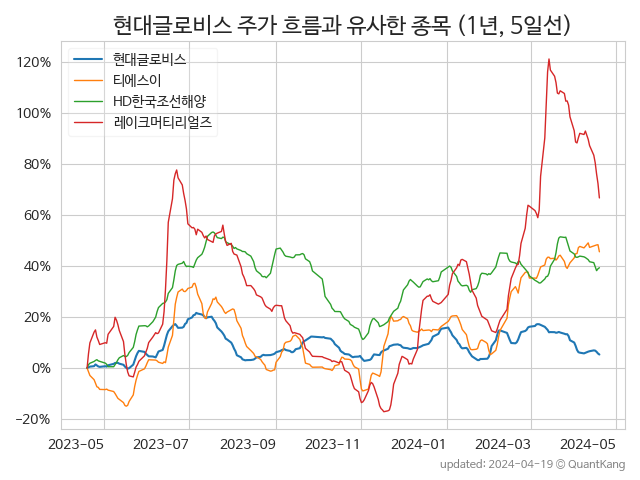 현대글로비스 주가 흐름과 유사한 종목 (1년, 5일선)
현대글로비스
티에스이
HD한국조선해양
레이크머티리얼즈
120%
100%
80%
60%
40%
20%
0%
−20%
2023-05 2023-07 2023-09 2023-11 2024-01 2024-03 2024-05
updated: 2024-04-19 © QuantKang